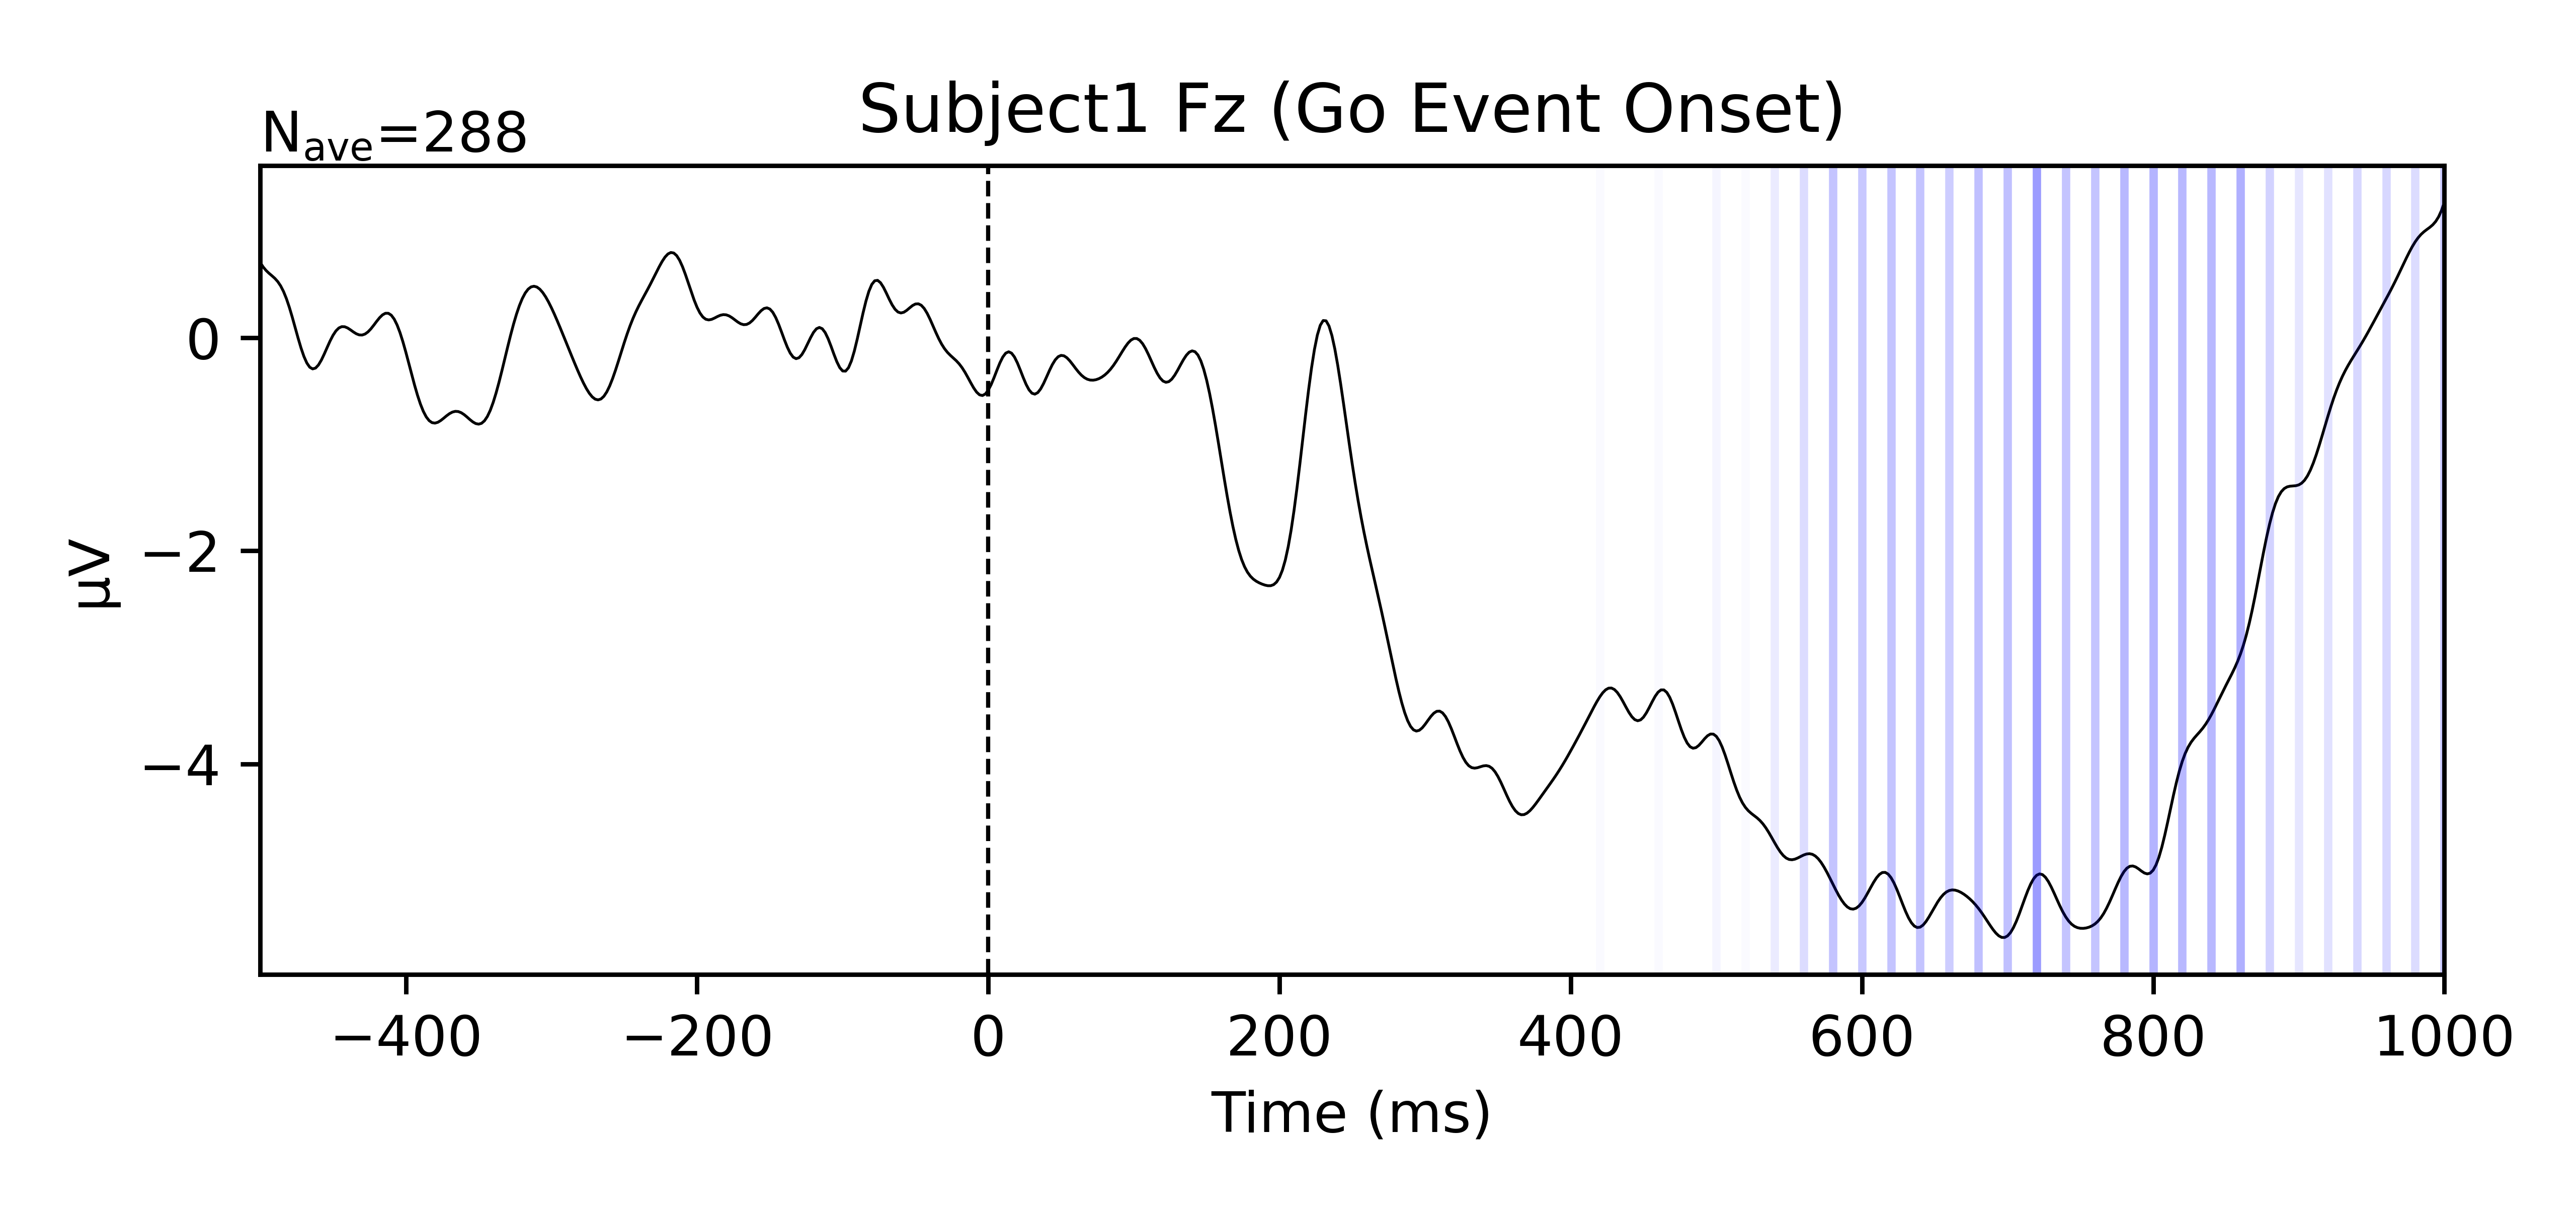 Subject1 Fz (Go Event Onset)
Nave=288
µV
0
−2
−4
−400 −200 0 200 400 600 800 1000
Time (ms)